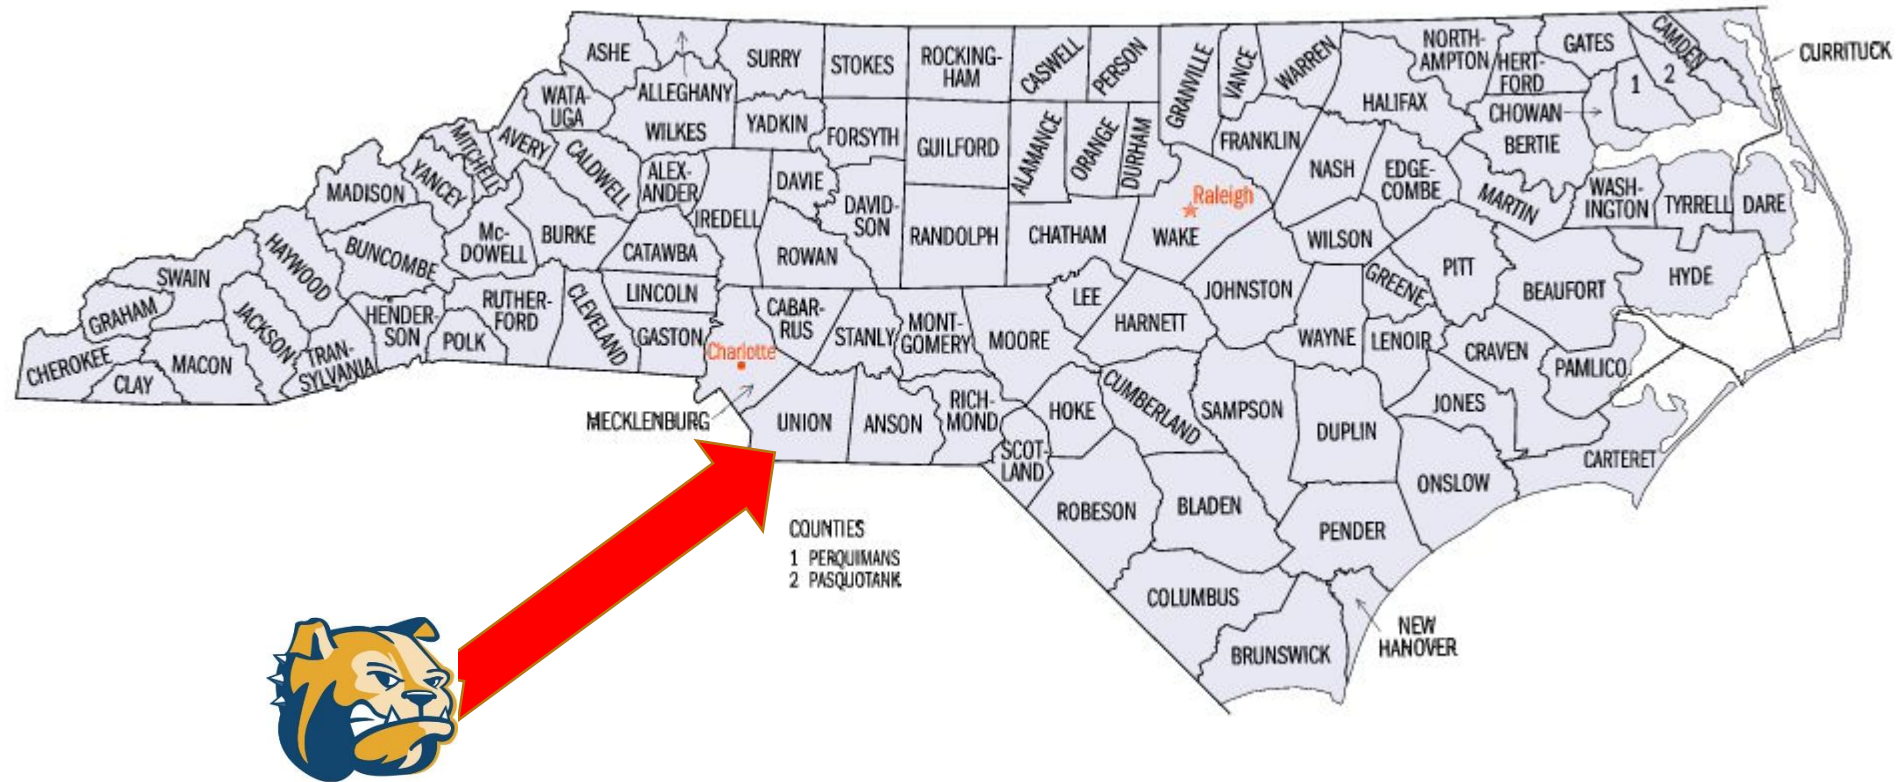 ASHE
ALLEGHANY
SURRY
STOKES
ROCKING-
HAM
CASWELL
PERSON
GRANVILLE
VANCE
WARREN
NORTH-
AMPTON
HERT-
FORD
GATES
CAMDEN
CURRITUCK
WATA-
UGA
WILKES
YADKIN
FORSYTH
GUILFORD
ALAMANCE
ORANGE
DURHAM
FRANKLIN
HALIFAX
CHOWAN
BERTIE
1
2
MITCHELL
AVERY
CALDWELL
ALEX-
ANDER
IREDELL
DAVIE
DAVID-
SON
NASH
EDGE-
COMBE
MARTIN
WASH-
INGTON
TYRRELL
DARE
MADISON
YANCEY
Mc-
DOWELL
BURKE
CATAWBA
ROWAN
RANDOLPH
CHATHAM
Raleigh
WAKE
WILSON
PITT
BEAUFORT
HYDE
SWAIN
HAYWOOD
BUNCOMBE
RUTHER-
FORD
CLEVELAND
LINCOLN
CABAR-
RUS
STANLY
MONT-
GOMERY
MOORE
LEE
HARNETT
JOHNSTON
GREENE
WAYNE
LENOIR
CRAVEN
PAMLICO
GRAHAM
JACKSON
HENDER-
SON
POLK
GASTON
Charlotte
CHEROKEE
CLAY
MACON
TRAN-
SYLVANIA
MECKLENBURG
UNION
ANSON
RICH-
MOND
SCOT-
LAND
HOKE
CUMBERLAND
SAMPSON
DUPLIN
JONES
ONSLOW
CARTERET
ROBESON
BLADEN
PENDER
COLUMBUS
BRUNSWICK
NEW
HANOVER
COUNTIES
1 PERQUIMANS
2 PASQUOTANK